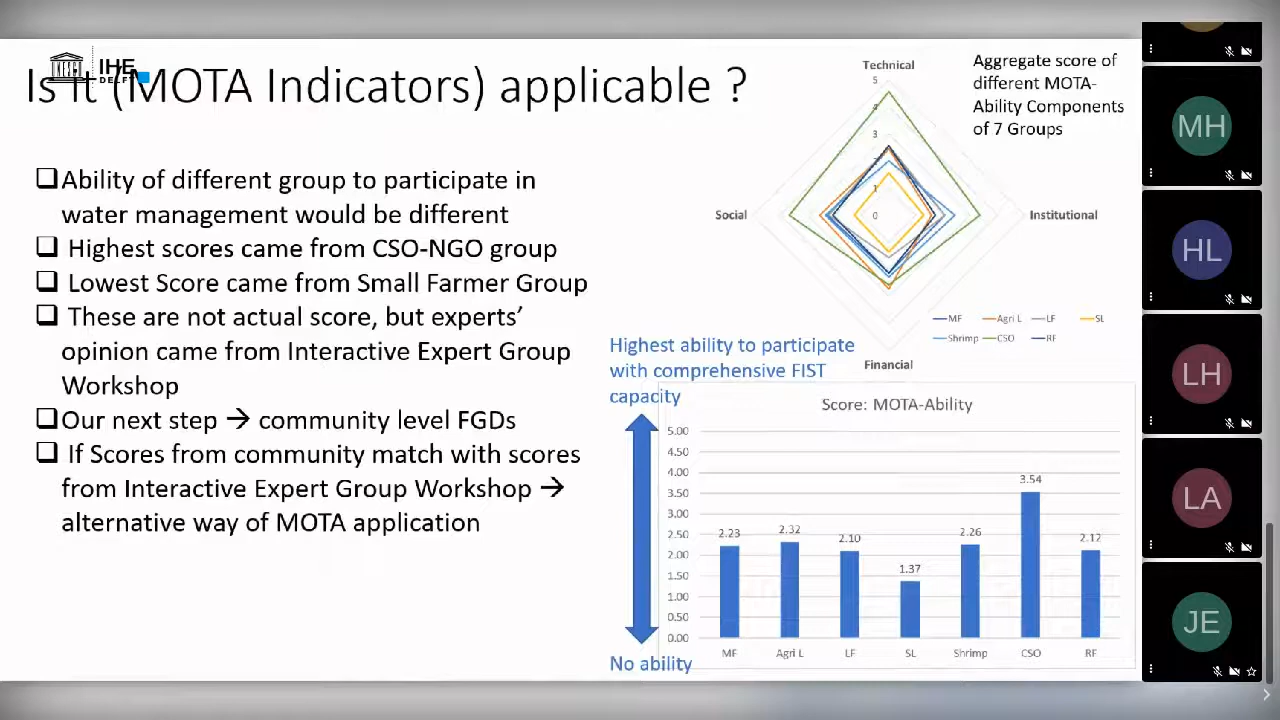 IHE
DELFT
Is it (MOTA Indicators) applicable ?
Ability of different group to participate in
water management would be different
Highest scores came from CSO-NGO group
Lowest Score came from Small Farmer Group
These are not actual score, but experts’
opinion came from Interactive Expert Group
Workshop
Our next step → community level FGDs
If Scores from community match with scores
from Interactive Expert Group Workshop →
alternative way of MOTA application
Aggregate score of
different MOTA-
Ability Components
of 7 Groups
Technical
5
4
3
2
1
0
Social
Institutional
Financial
MF Agri L LF SL
Shrimp CSO RF
Highest ability to participate
with comprehensive FIST
capacity
No ability
Score: MOTA-Ability
5.00
4.50
4.00
3.50
3.00
2.50
2.00
1.50
1.00
0.50
0.00
2.23 2.32 2.10 1.37 2.26 3.54 2.12
MF Agri L LF SL Shrimp CSO RF
MH
HL
LH
LA
JE